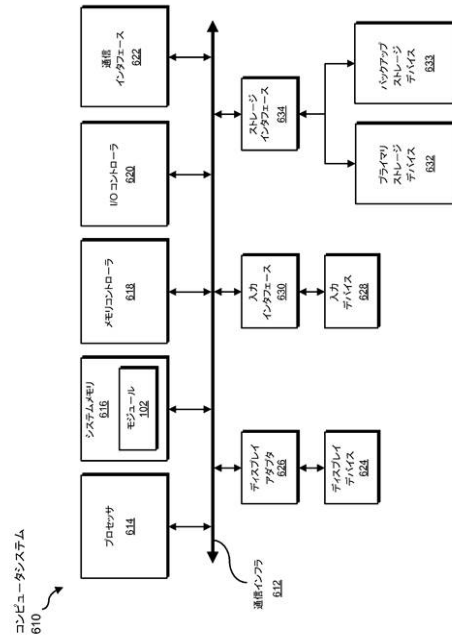 コンピュータシステム
610
プロセッサ
614
システムメモリ
616
モジュール
102
メモリコントローラ
618
I/Oコントローラ
620
通信
インタフェース
622
通信インフラ
612
ディスプレイ
アダプタ
626
入力
インタフェース
630
ストレージ
インタフェース
634
ディスプレイ
デバイス
624
入力
デバイス
628
プライマリ
ストレージ
デバイス
632
バックアップ
ストレージ
デバイス
633